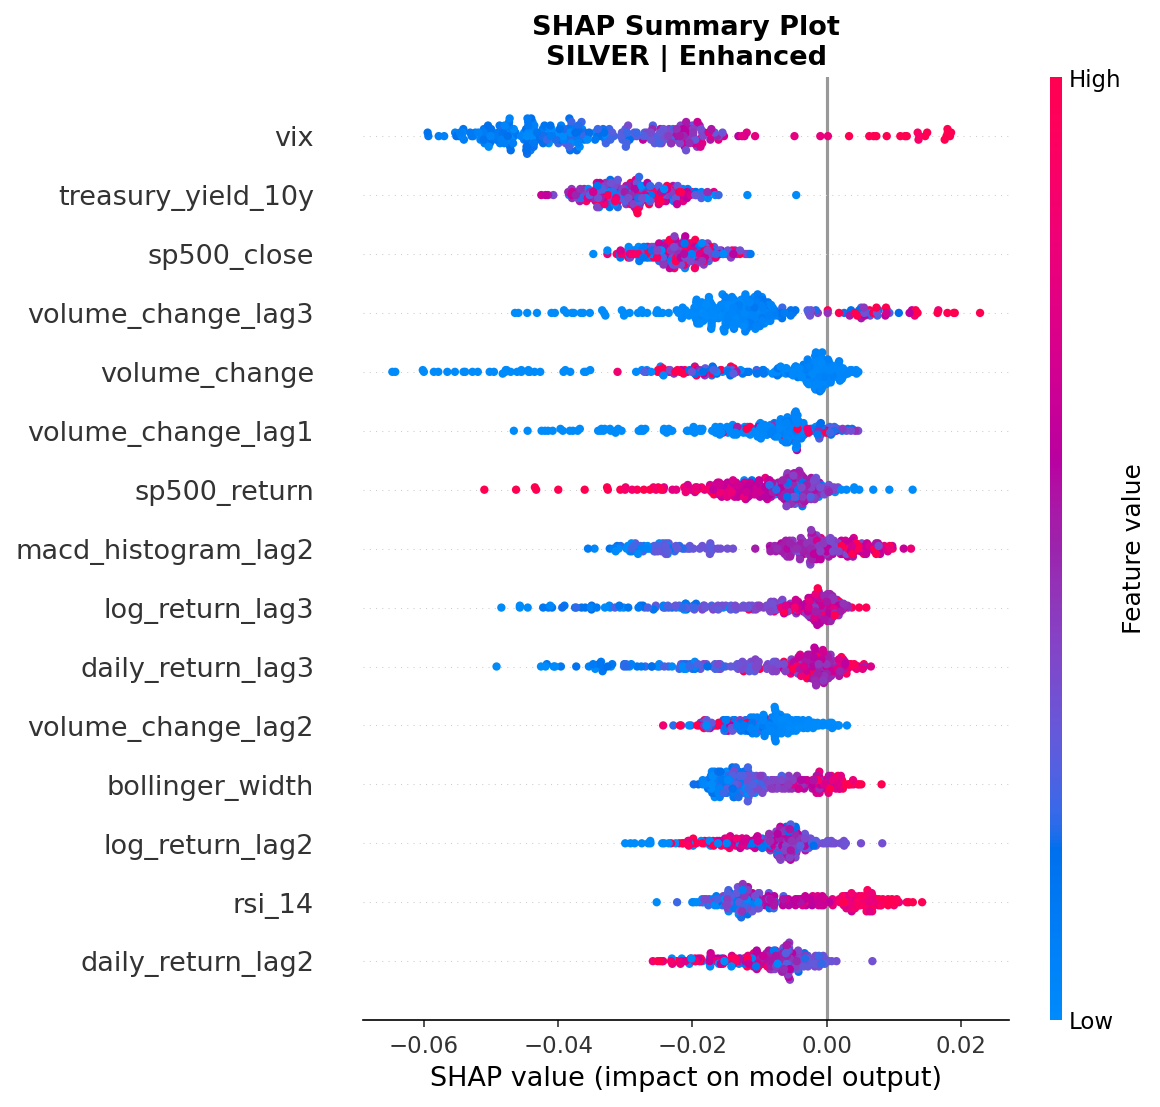 SHAP Summary Plot
SILVER | Enhanced
High
vix
treasury_yield_10y
sp500_close
volume_change_lag3
volume_change
volume_change_lag1
sp500_return
macd_histogram_lag2
log_return_lag3
daily_return_lag3
volume_change_lag2
bollinger_width
log_return_lag2
rsi_14
daily_return_lag2
Feature value
Low
−0.06 −0.04 −0.02 0.00 0.02
SHAP value (impact on model output)